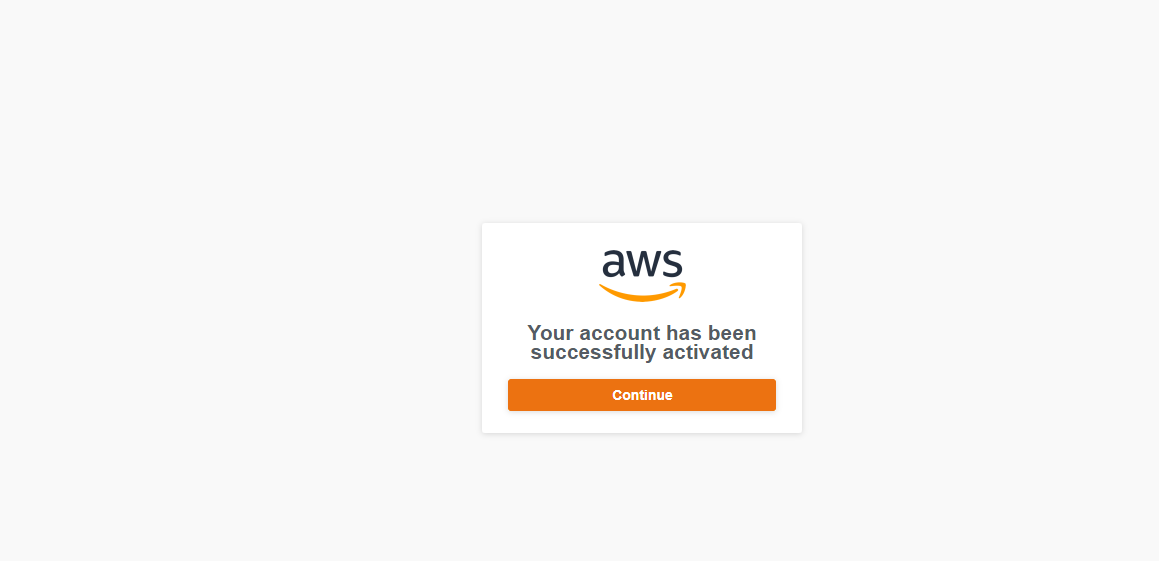 aws
Your account has been
successfully activated
Continue